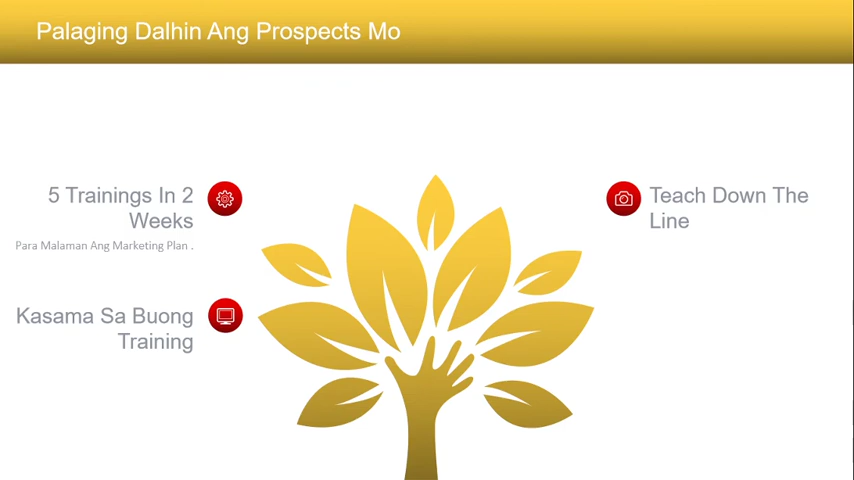 Palaging Dalhin Ang Prospects Mo
5 Trainings In 2
Weeks
Para Malaman Ang Marketing Plan .
Kasama Sa Buong
Training
Teach Down The
Line